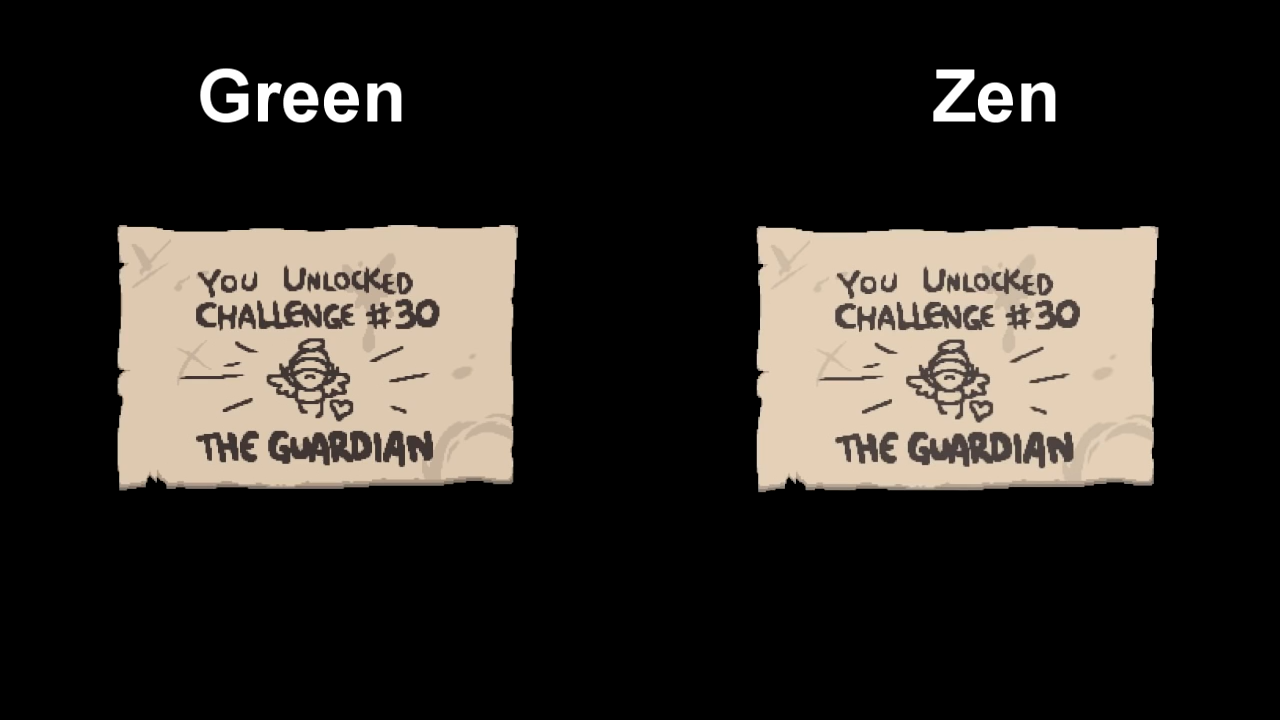 Green
Zen
You Unlocked
Challenge #30
The Guardian
You Unlocked
Challenge #30
The Guardian